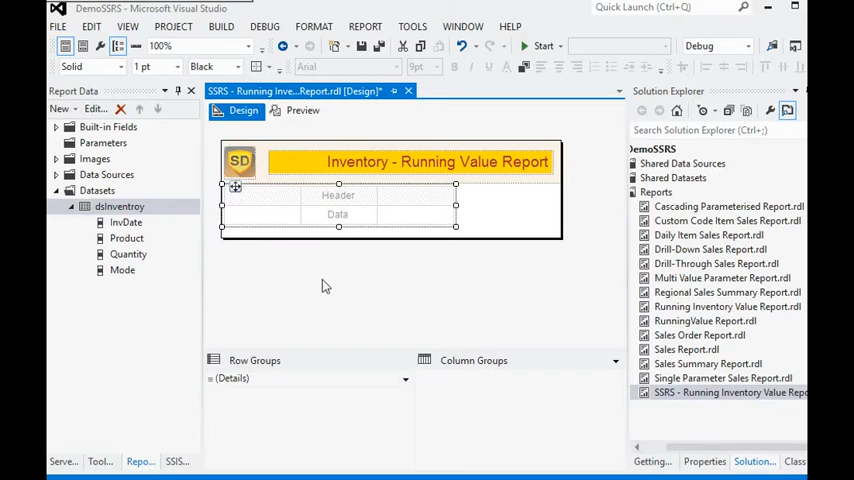 DemoSSRS - Microsoft Visual Studio
Quick Launch (Ctrl+Q)
FILE EDIT VIEW PROJECT BUILD DEBUG FORMAT REPORT TOOLS WINDOW HELP
100% Start Debug
Solid 1 pt Black Arial 9pt B I
Report Data
SSRS - Running Inve...Report.rdl [Design]*
Solution Explorer
New Edit...
Design Preview
Search Solution Explorer (Ctrl+;)
Built-in Fields
Parameters
Images
Data Sources
Datasets
dsInventroy
InvDate
Product
Quantity
Mode
SD
Inventory - Running Value Report
Header
Data
DemoSSRS
Shared Data Sources
Shared Datasets
Reports
Cascading Parameterised Report.rdl
Custom Code Item Sales Report.rdl
Daily Item Sales Report.rdl
Drill-Down Sales Report.rdl
Drill-Through Sales Report.rdl
Multi Value Parameter Report.rdl
Regional Sales Summary Report.rdl
Running Inventory Value Report.rdl
RunningValue Report.rdl
Sales Order Report.rdl
Sales Report.rdl
Sales Summary Report.rdl
Single Parameter Sales Report.rdl
SSRS - Running Inventory Value Repo
Row Groups
Column Groups
(Details)
Serve... Tool... Repo... SSIS...
Getting... Properties Solution... Class